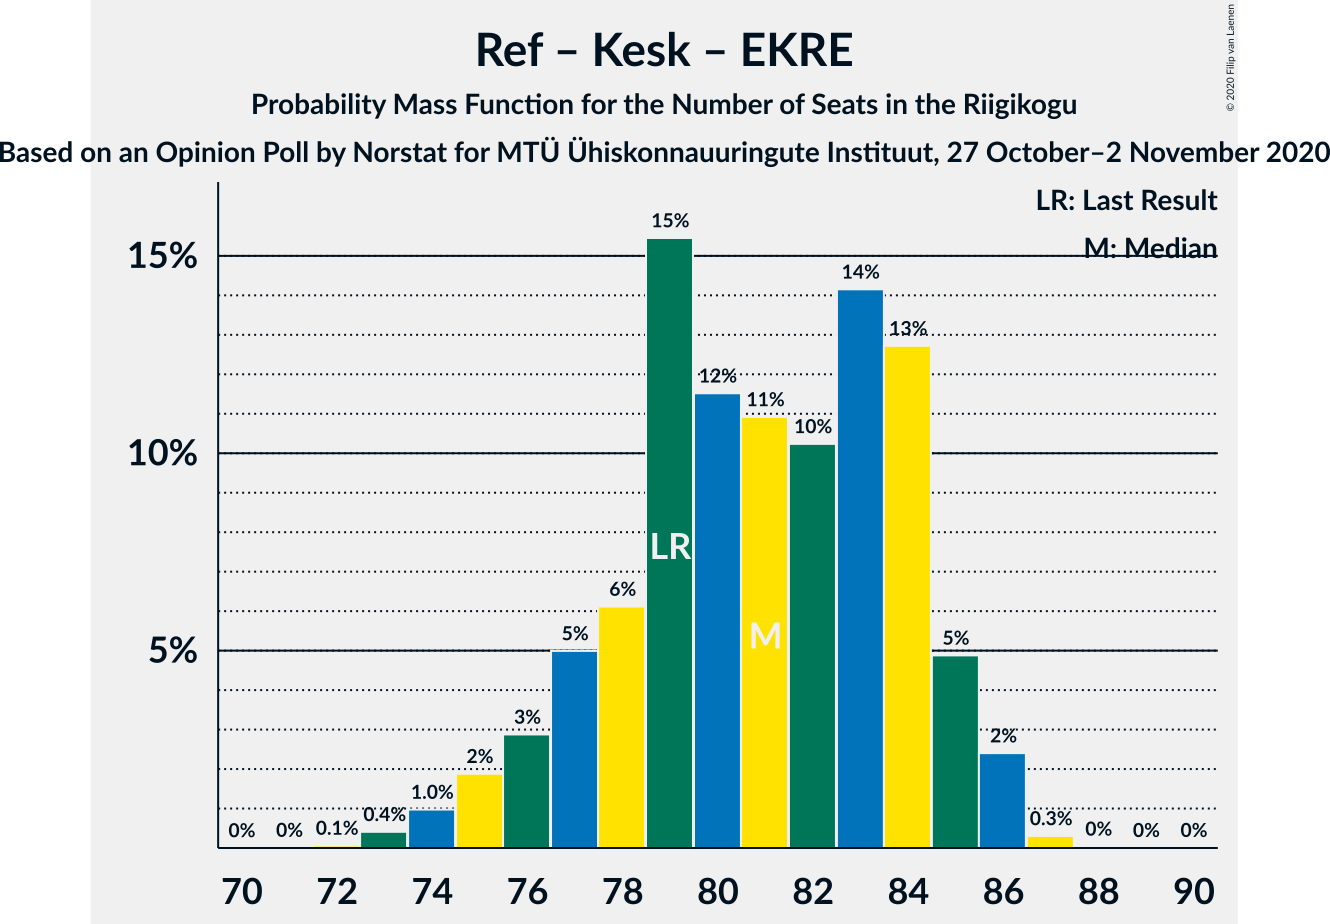 Ref – Kesk – EKRE
Probability Mass Function for the Number of Seats in the Riigikogu
Based on an Opinion Poll by Norstat for MTÜ Ühiskonnauuringute Instituut, 27 October–2 November 2020
© 2020 Filip van Laenen
LR: Last Result
M: Median
15%
10%
5%
0%
0%
0.1%
0.4%
1.0%
2%
3%
5%
6%
15%
12%
11%
10%
14%
13%
5%
2%
0.3%
0%
0%
0%
LR
M
70 72 74 76 78 80 82 84 86 88 90